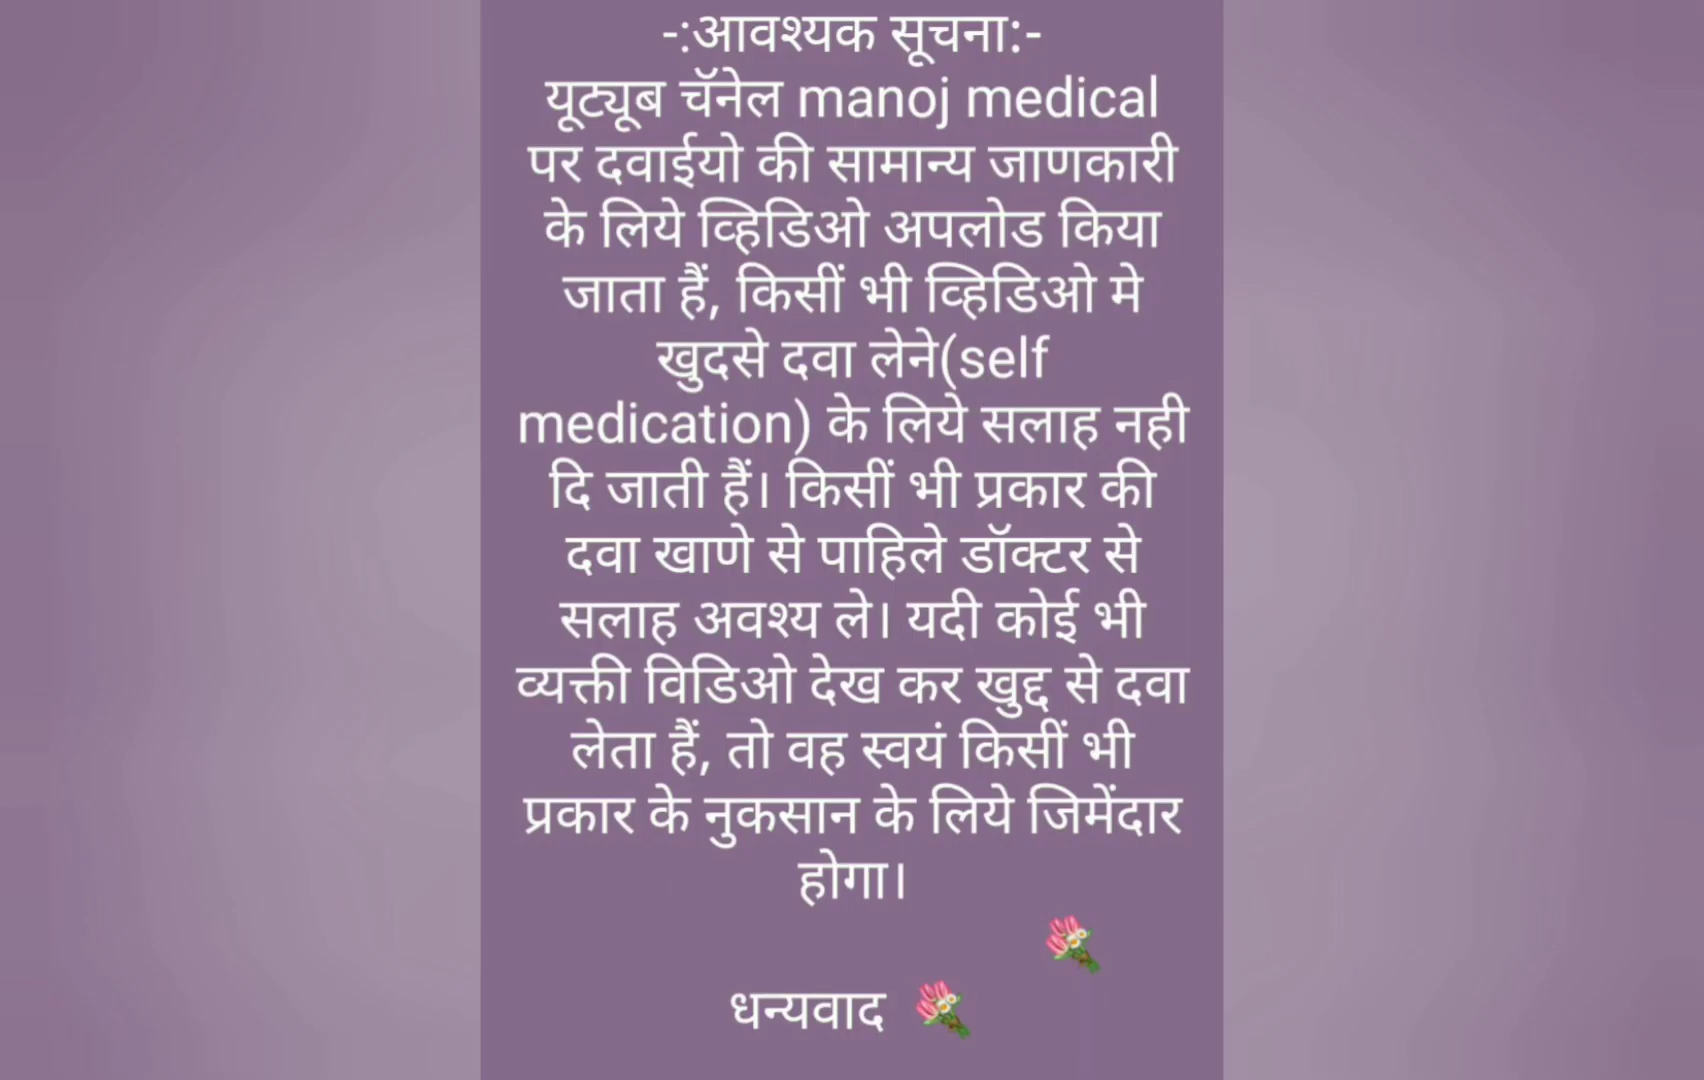 -:आवश्यक सूचना:-
यूट्यूब चॅनेल manoj medical
पर दवाईयो की सामान्य जाणकारी
के लिये व्हिडिओ अपलोड किया
जाता हैं, किसीं भी व्हिडिओ मे
खुदसे दवा लेने(self
medication) के लिये सलाह नही
दि जाती हैं। किसीं भी प्रकार की
दवा खाणे से पाहिले डॉक्टर से
सलाह अवश्य ले। यदी कोई भी
व्यक्ती विडिओ देख कर खुद्द से दवा
लेता हैं, तो वह स्वयं किसीं भी
प्रकार के नुकसान के लिये जिमेंदार
होगा।
धन्यवाद